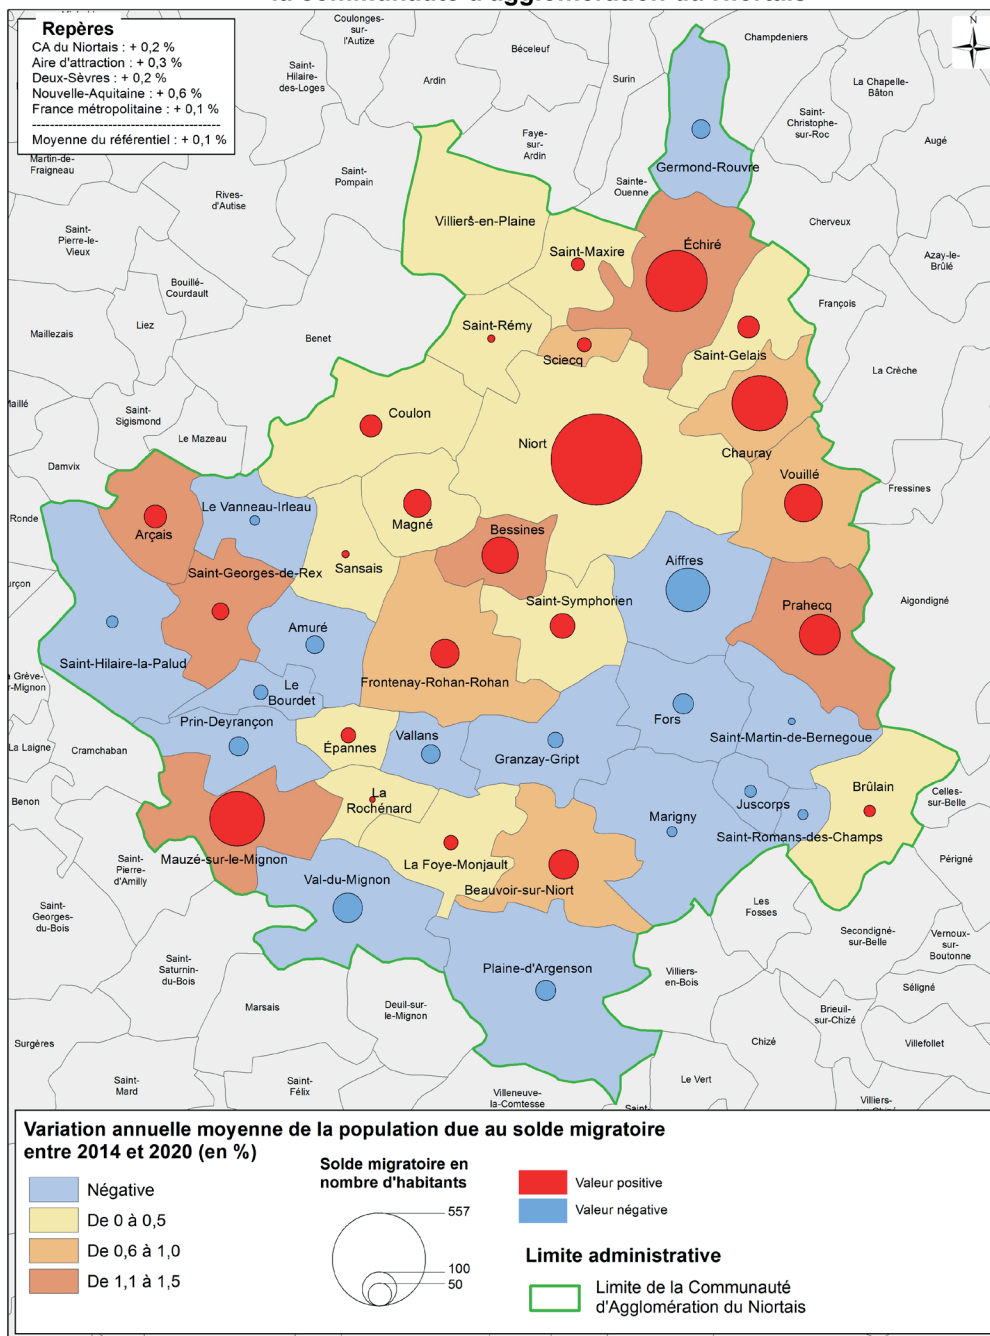 la communauté d'agglomération du Niortais
Repères
CA du Niortais : + 0,2 %
Aire d'attraction : + 0,3 %
Deux-Sèvres : + 0,2 %
Nouvelle-Aquitaine : + 0,6 %
France métropolitaine : + 0,1 %
Moyenne du référentiel : + 0,1 %
N
Coulonges-
sur-
l'Autize
Béceleuf
Champdeniers
Saint-
Hilaire-
des-Loges
Ardin
Surin
La Chapelle-
Bâton
Saint-
Christophe-
sur-Roc
Augé
Faye-
sur-
Ardin
Martin-de-
Fraigneau
Saint-
Pompain
Germond-Rouvre
Sainte-
Ouenne
Rives-
d'Autise
Villiers-en-Plaine
Cherveux
Saint-
Pierre-le-
Vieux
Saint-Maxire
Échiré
Azay-le-
Brûlé
Bouillé-
Courdault
François
Maillezais
Liez
Benet
Saint-Rémy
Sciecq
Saint-Gelais
La Crèche
Maillé
Saint-
Sigismond
Coulon
Le Mazeau
Niort
Chauray
Damvix
Vouillé
Fressines
Ronde
Le Vanneau-Irleau
Arçais
Magné
Bessines
Sansais
Aiffres
Saint-Georges-de-Rex
urçon
Saint-Symphorien
Prahecq
Aigondigné
Amuré
Saint-Hilaire-la-Palud
Grève-
r-Mignon
Le
Bourdet
Frontenay-Rohan-Rohan
Prin-Deyrançon
Fors
La Laigne
Cramchaban
Épannes
Vallans
Saint-Martin-de-Bernegoue
Granzay-Gript
Benon
La
Rochénard
Juscorps
Brûlain
Celles-
sur-Belle
Marigny
Saint-Romans-des-Champs
Mauzé-sur-le-Mignon
La Foye-Monjault
Périgné
Saint-
Pierre-
d'Amilly
Val-du-Mignon
Beauvoir-sur-Niort
Saint-
Georges-
du-Bois
Les
Fosses
Secondigné-
sur-Belle
Vernoux-
sur-
Boutonne
Saint-
Saturnin-
du-Bois
Plaine-d'Argenson
Villiers-
en-Bois
Séligné
Marsais
Deuil-sur-
le-Mignon
Brieuil-
sur-Chizé
Surgères
Chizé
Villefollet
Saint-
Mard
Saint-
Félix
Villeneuve-
la-Comtesse
Le Vert
Villiers-
Saint-
Variation annuelle moyenne de la population due au solde migratoire
entre 2014 et 2020 (en %)
Négative
De 0 à 0,5
De 0,6 à 1,0
De 1,1 à 1,5
Solde migratoire en
nombre d'habitants
557
100
50
Valeur positive
Valeur négative
Limite administrative
Limite de la Communauté
d'Agglomération du Niortais